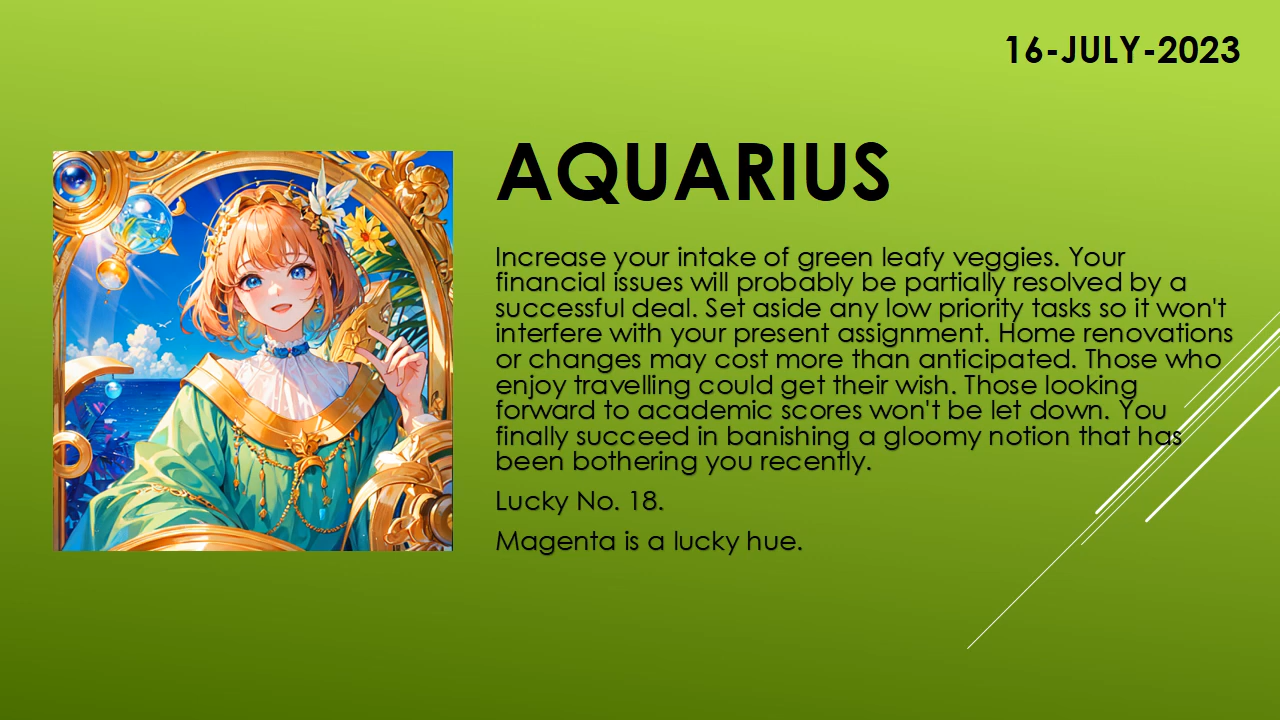 16-JULY-2023
AQUARIUS
Increase your intake of green leafy veggies. Your
financial issues will probably be partially resolved by a
successful deal. Set aside any low priority tasks so it won't
interfere with your present assignment. Home renovations
or changes may cost more than anticipated. Those who
enjoy travelling could get their wish. Those looking
forward to academic scores won't be let down. You
finally succeed in banishing a gloomy notion that has
been bothering you recently.
Lucky No. 18.
Magenta is a lucky hue.